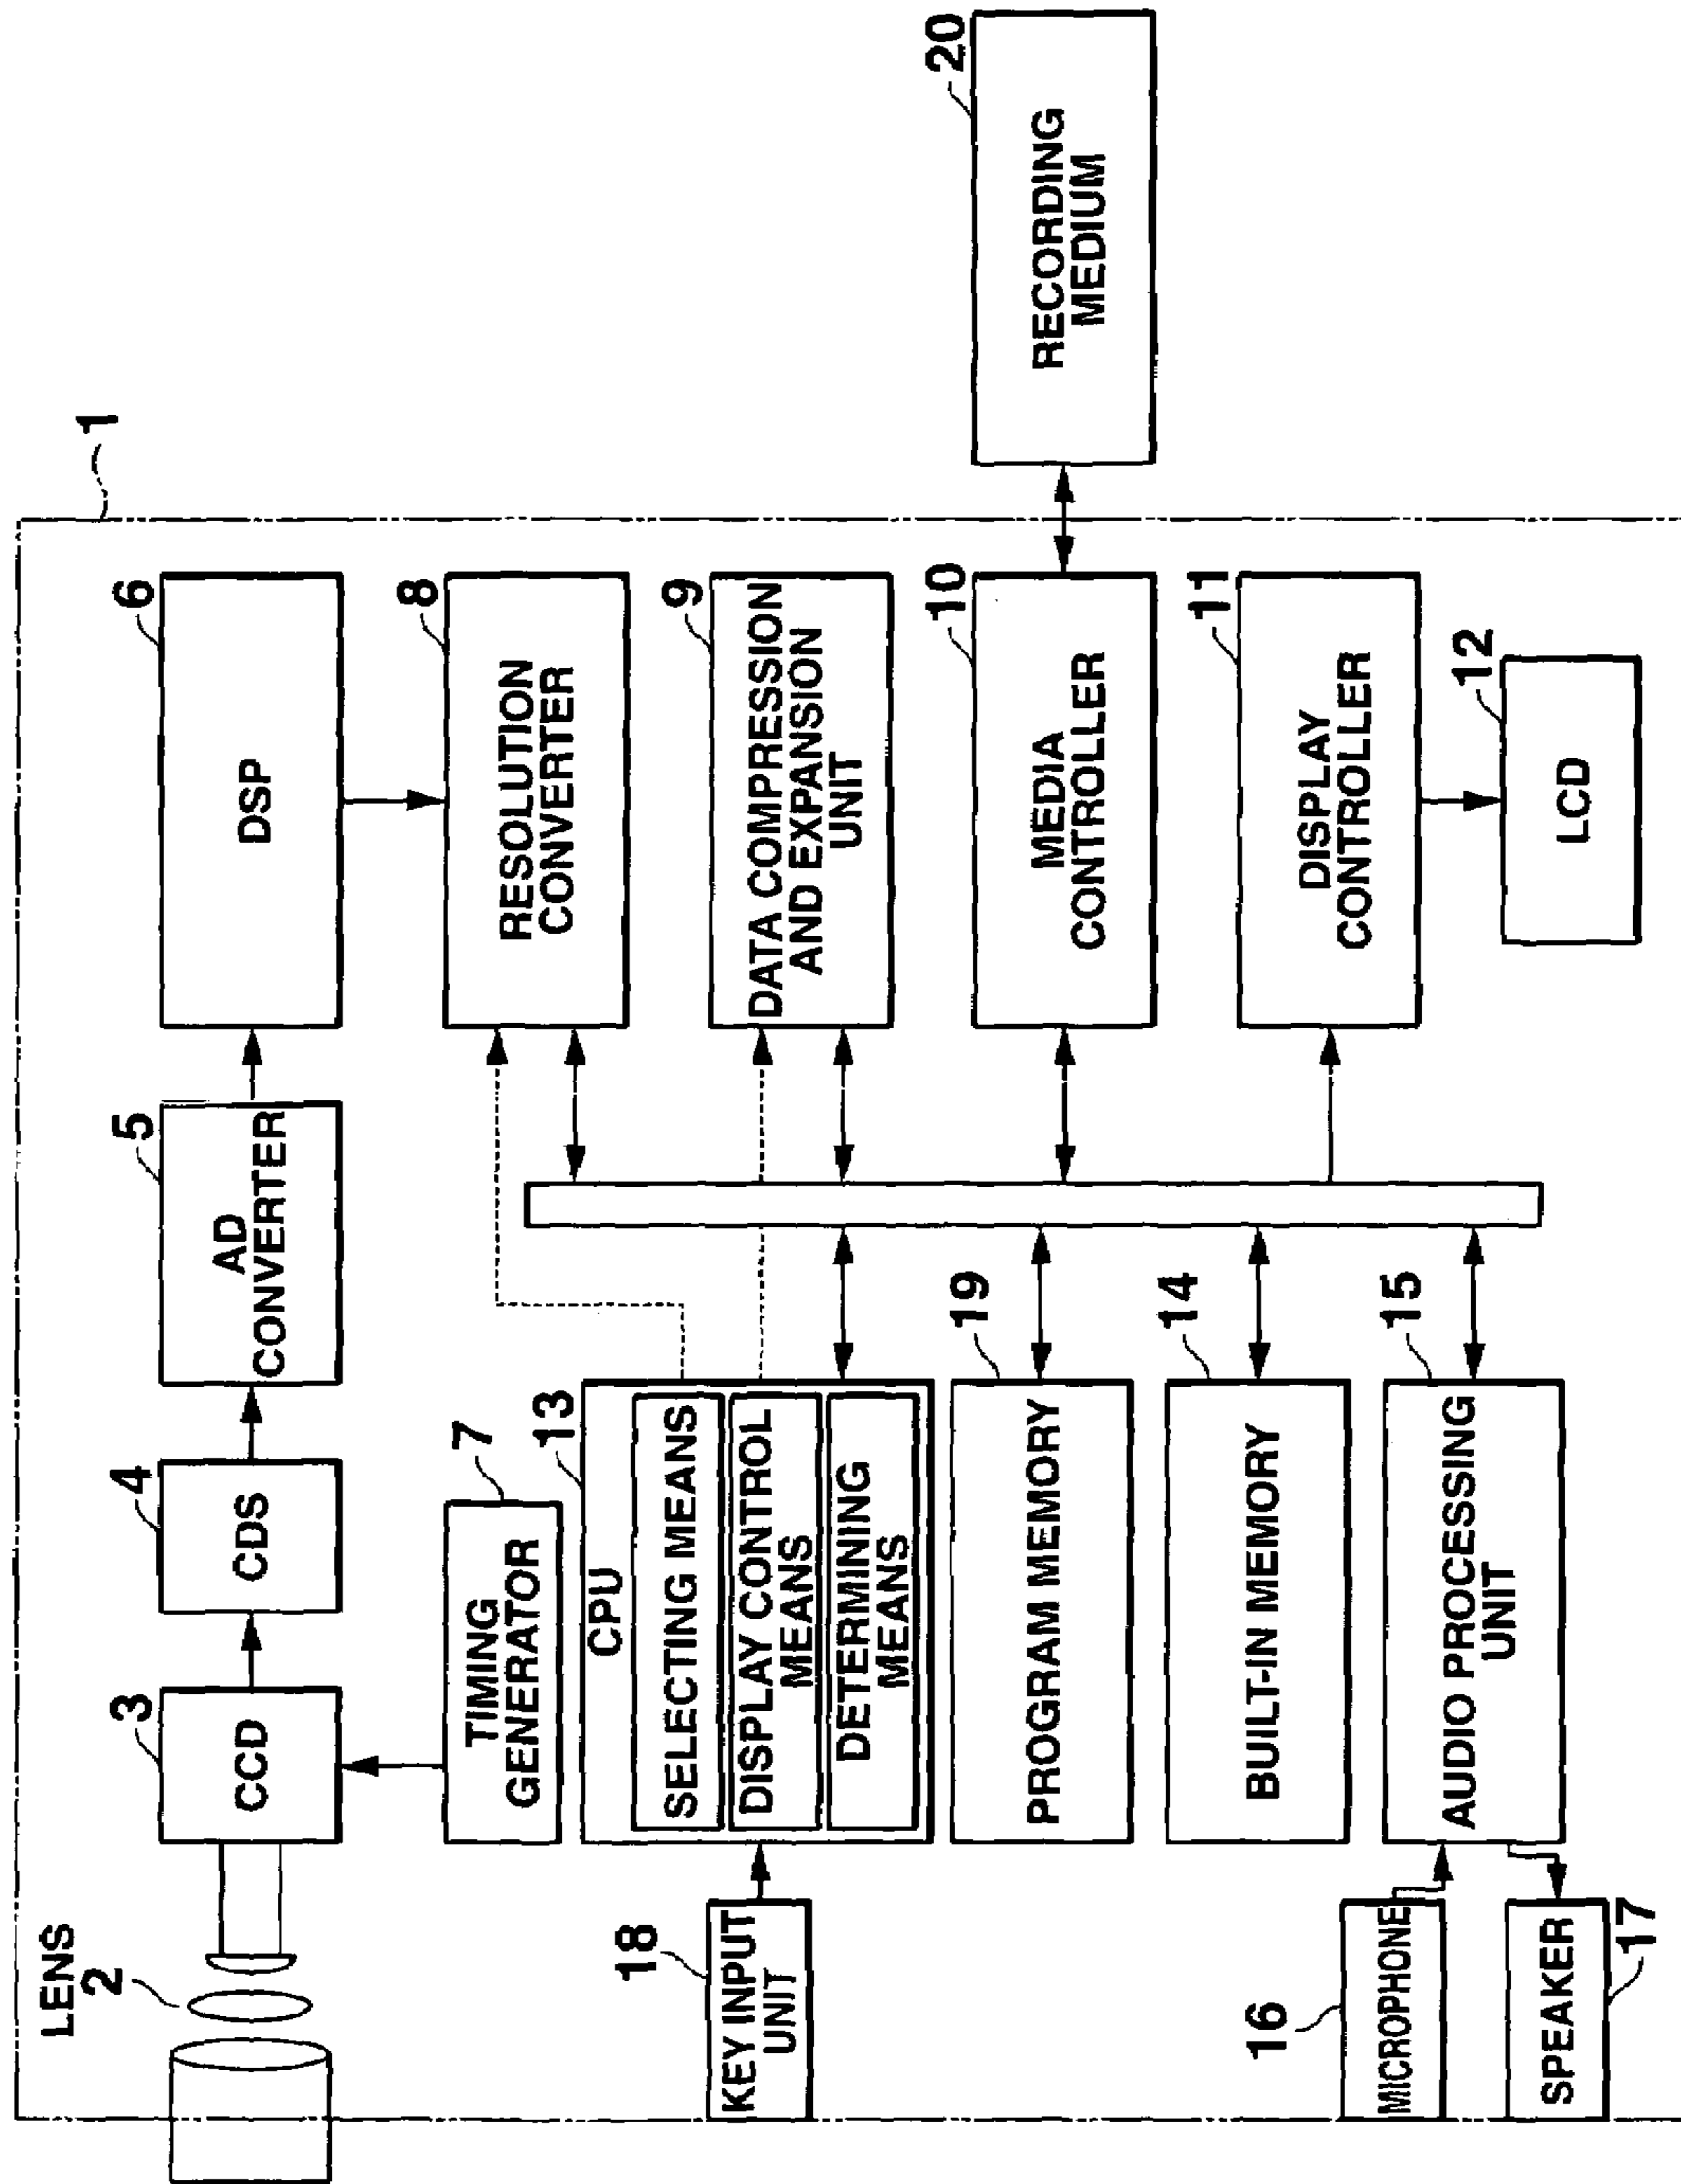 1
LENS
2
3
CCD
4
CDS
5
AD
CONVERTER
6
DSP
7
TIMING
GENERATOR
8
RESOLUTION
CONVERTER
13
CPU
SELECTING MEANS
DISPLAY CONTROL
MEANS
DETERMINING
MEANS
18
KEY INPUT
UNIT
9
DATA COMPRESSION
AND EXPANSION
UNIT
19
PROGRAM MEMORY
10
MEDIA
CONTROLLER
20
RECORDING
MEDIUM
14
BUILT-IN MEMORY
11
DISPLAY
CONTROLLER
15
AUDIO PROCESSING
UNIT
12
LCD
16
MICROPHONE
SPEAKER
17